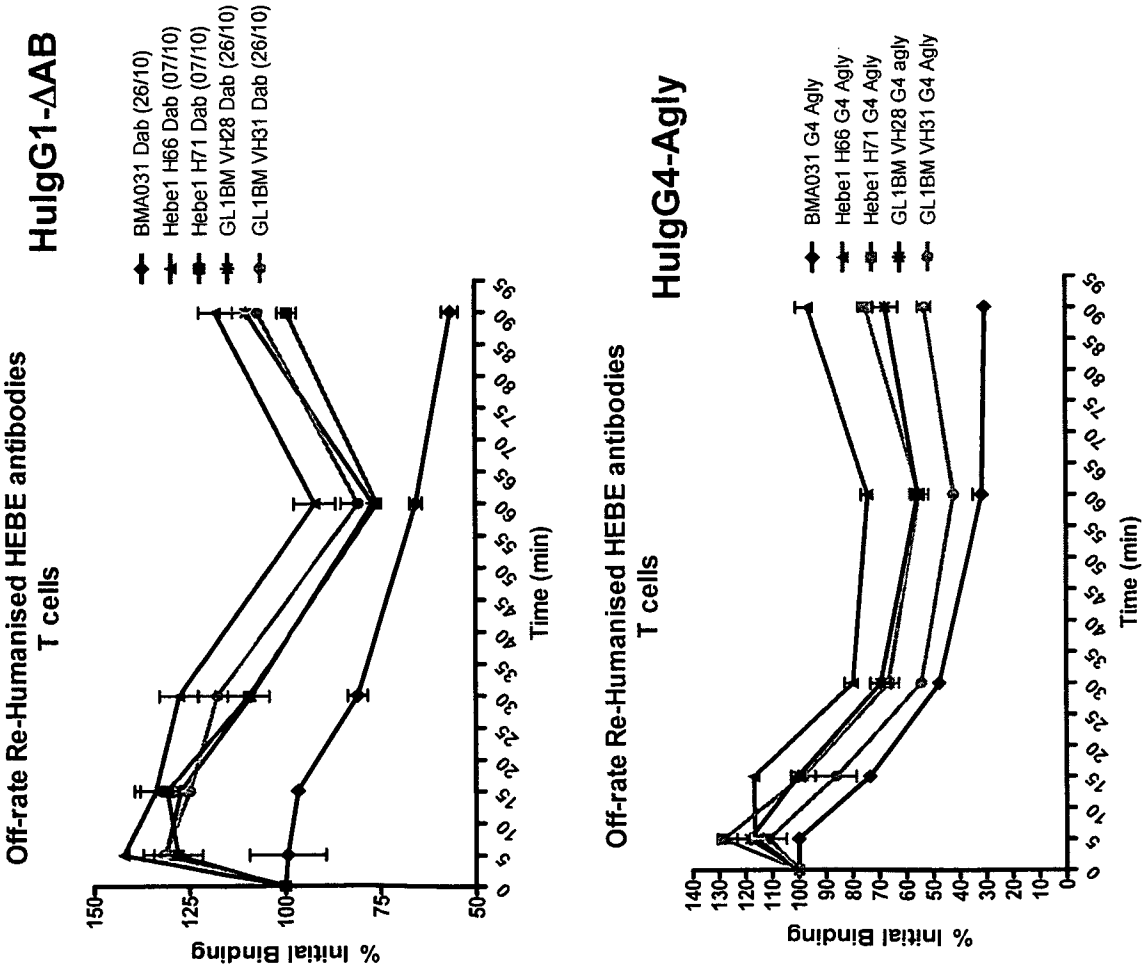 HuIgG1-ΔAB
Off-rate Re-Humanised HEBE antibodies
T cells
BMA031 Dab (26/10)
Hebe1 H66 Dab (07/10)
Hebe1 H71 Dab (07/10)
GL1BM VH28 Dab (26/10)
GL1BM VH31 Dab (26/10)
% Initial Binding
150
100
75
50
0 5 10 15 20 25 30 35 40 45 50 55 60 65 70 75 80 85 90 95
Time (min)
HuIgG4-Agly
Off-rate Re-Humanised HEBE antibodies
T cells
BMA031 G4 Agly
Hebe1 H66 G4 Agly
Hebe1 H71 G4 Agly
GL1BM VH28 G4 agly
GL1BM VH31 G4 Agly
% Initial Binding
140
130
120
110
100
90
80
70
60
50
40
30
20
10
0
0 5 10 15 20 25 30 35 40 45 50 55 60 65 70 75 80 85 90 95
Time (min)